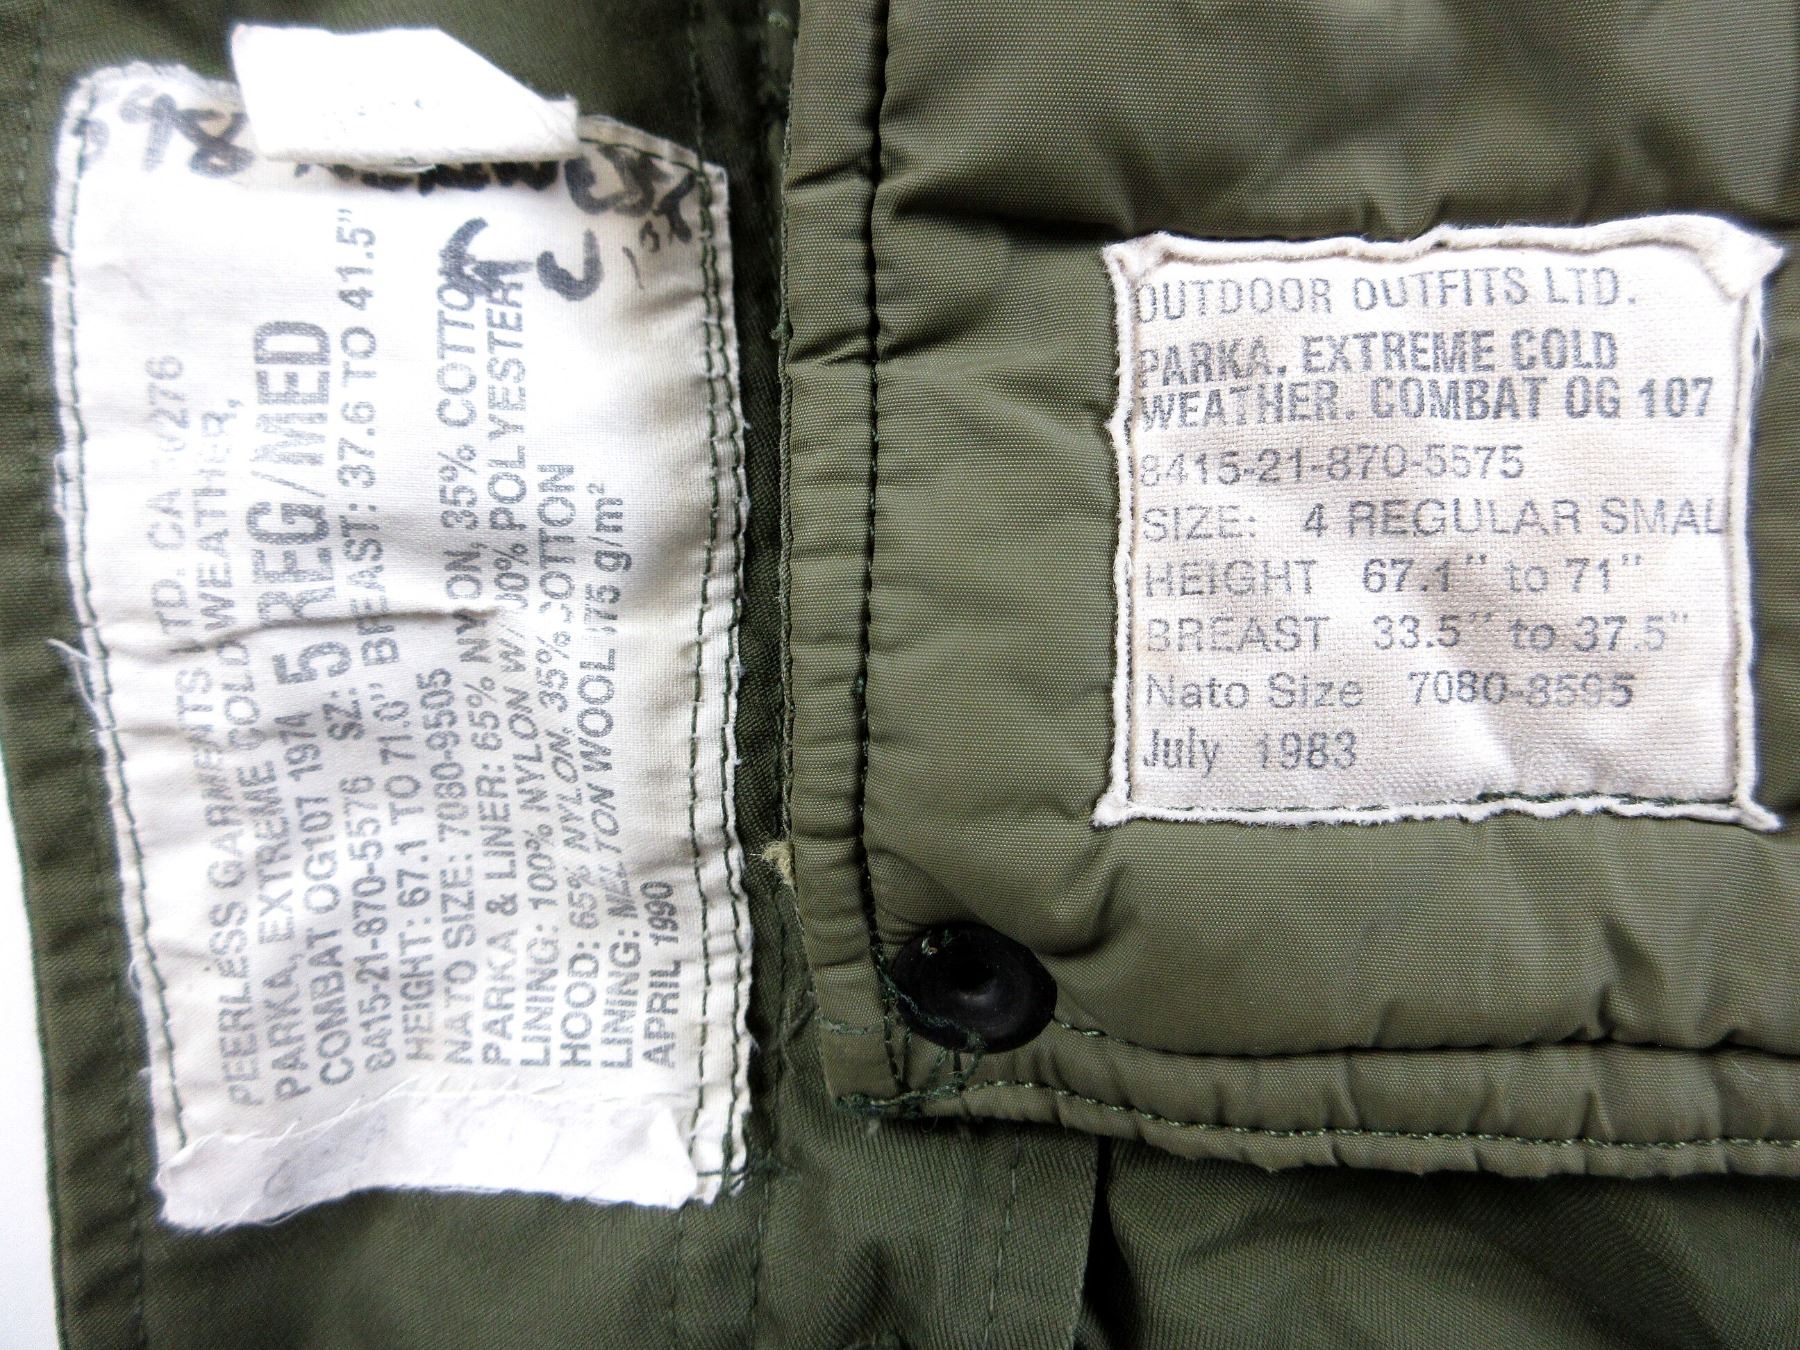 PEERLESS GARMENTS LTD. CA
PARKA, EXTREME COLD WEATHER,
COMBAT OG107 1974 5 REG/MED
8415-21-870-5576 SZ:
HEIGHT: 67.1 TO 71.0" BREAST: 37.6 TO 41.5"
NATO SIZE: 7080-9505
PARKA & LINER: 65% NYLON, 35% COTTON
LINING: 100% NYLON W/100% POLYESTER
HOOD: 65% NYLON, 35% COTTON
LINING: MELTON WOOL 575 g/m²
APRIL 1990
OUTDOOR OUTFITS LTD.
PARKA. EXTREME COLD
WEATHER. COMBAT OG 107
8415-21-870-5575
SIZE: 4 REGULAR SMAL
HEIGHT 67.1" to 71"
BREAST 33.5" to 37.5"
Nato Size 7080-8595
July 1983